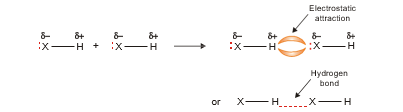 Electrostatic
attraction
δ– δ+ δ– δ+ δ– δ+ δ– δ+
:X — H + :X — H → :X — H :X — H
Hydrogen
bond
or X — H ------ X — H